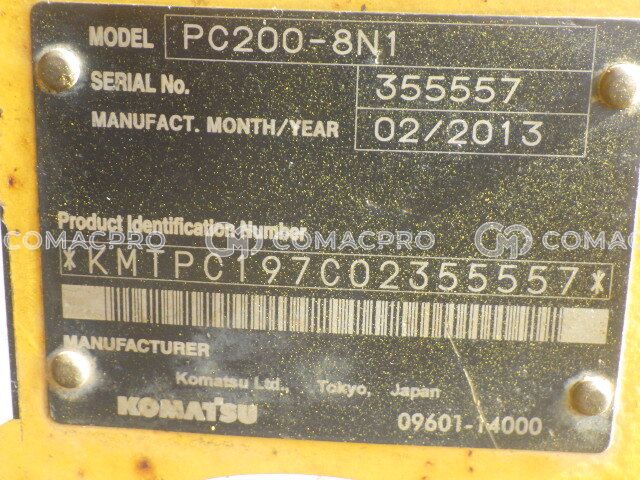 MODEL PC200-8N1
SERIAL No. 355557
MANUFACT. MONTH/YEAR 02/2013
Product Identification Number
COMACPRO COMACPRO COMACPRO
*KMTPC197C02355557*
MANUFACTURER
Komatsu Ltd., Tokyo, Japan
KOMATSU 09601-14000